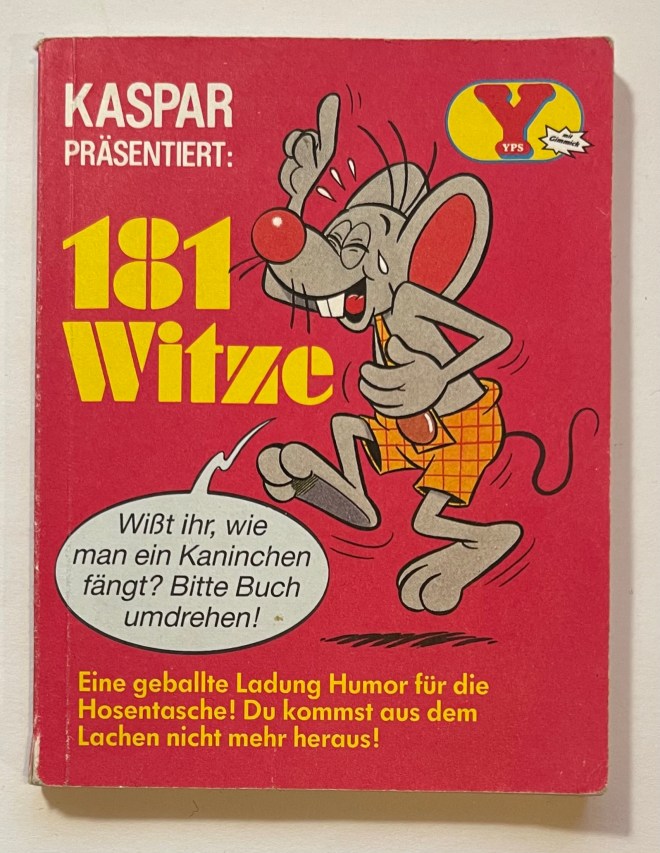 KASPAR
PRÄSENTIERT:
Y
YPS
mit
Gimmick
181
Witze
Wißt ihr, wie
man ein Kaninchen
fängt? Bitte Buch
umdrehen!
Eine geballte Ladung Humor für die
Hosentasche! Du kommst aus dem
Lachen nicht mehr heraus!